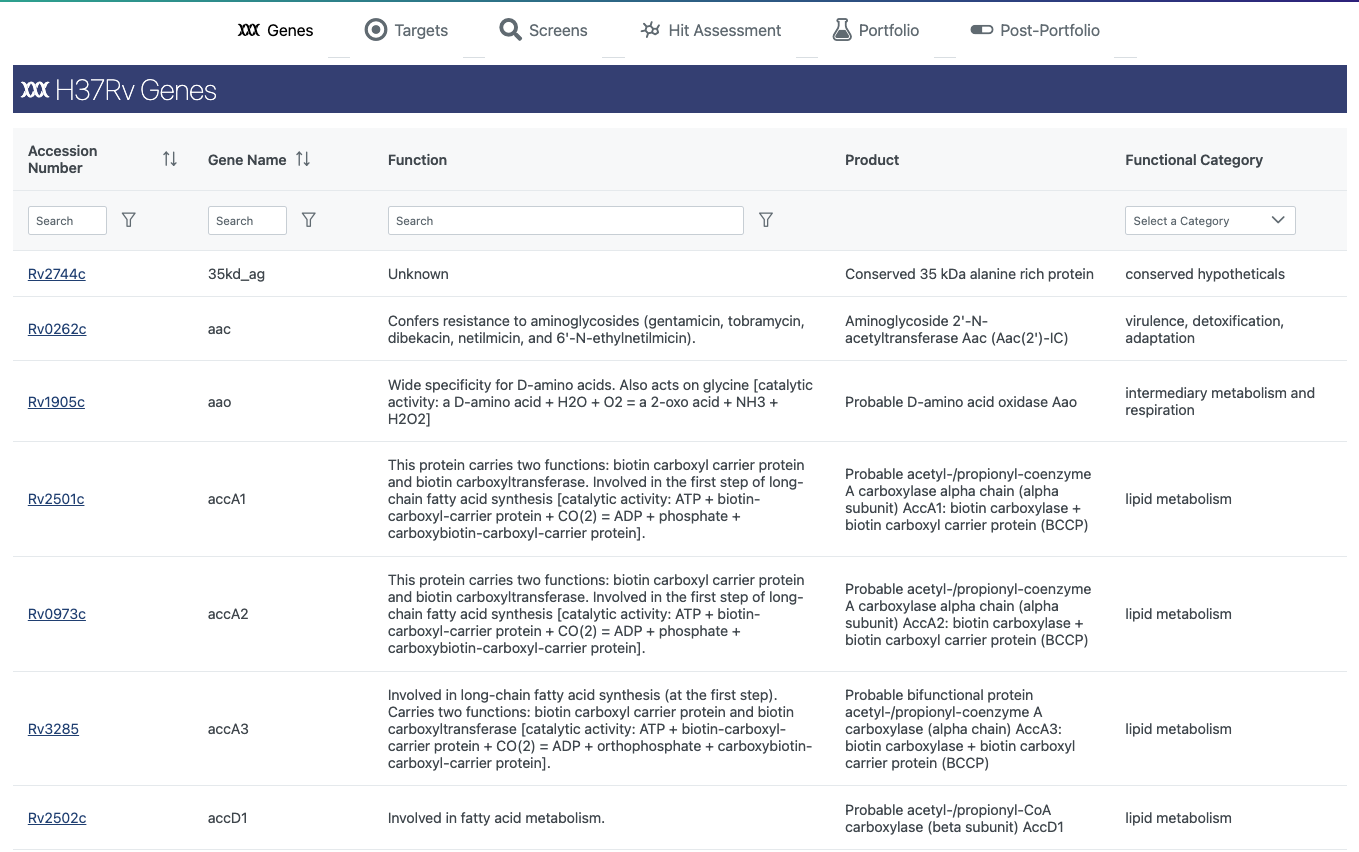 Genes
Targets
Screens
Hit Assessment
Portfolio
Post-Portfolio
H37Rv Genes
Accession
Number
Gene Name
Function
Product
Functional Category
Search
Search
Search
Select a Category
Rv2744c
35kd_ag
Unknown
Conserved 35 kDa alanine rich protein
conserved hypotheticals
Rv0262c
aac
Confers resistance to aminoglycosides (gentamicin, tobramycin,
dibekacin, netilmicin, and 6'-N-ethylnetilmicin).
Aminoglycoside 2'-N-
acetyltransferase Aac (Aac(2')-IC)
virulence, detoxification,
adaptation
Rv1905c
aao
Wide specificity for D-amino acids. Also acts on glycine [catalytic
activity: a D-amino acid + H2O + O2 = a 2-oxo acid + NH3 +
H2O2]
Probable D-amino acid oxidase Aao
intermediary metabolism and
respiration
Rv2501c
accA1
This protein carries two functions: biotin carboxyl carrier protein
and biotin carboxyltransferase. Involved in the first step of long-
chain fatty acid synthesis [catalytic activity: ATP + biotin-
carboxyl-carrier protein + CO(2) = ADP + phosphate +
carboxybiotin-carboxyl-carrier protein].
Probable acetyl-/propionyl-coenzyme
A carboxylase alpha chain (alpha
subunit) AccA1: biotin carboxylase +
biotin carboxyl carrier protein (BCCP)
lipid metabolism
Rv0973c
accA2
This protein carries two functions: biotin carboxyl carrier protein
and biotin carboxyltransferase. Involved in the first step of long-
chain fatty acid synthesis [catalytic activity: ATP + biotin-
carboxyl-carrier protein + CO(2) = ADP + phosphate +
carboxybiotin-carboxyl-carrier protein].
Probable acetyl-/propionyl-coenzyme
A carboxylase alpha chain (alpha
subunit) AccA2: biotin carboxylase +
biotin carboxyl carrier protein (BCCP)
lipid metabolism
Rv3285
accA3
Involved in long-chain fatty acid synthesis (at the first step).
Carries two functions: biotin carboxyl carrier protein and biotin
carboxyltransferase [catalytic activity: ATP + biotin-carboxyl-
carrier protein + CO(2) = ADP + orthophosphate + carboxybiotin-
carboxyl-carrier protein].
Probable bifunctional protein
acetyl-/propionyl-coenzyme A
carboxylase (alpha chain) AccA3:
biotin carboxylase + biotin carboxyl
carrier protein (BCCP)
lipid metabolism
Rv2502c
accD1
Involved in fatty acid metabolism.
Probable acetyl-/propionyl-CoA
carboxylase (beta subunit) AccD1
lipid metabolism